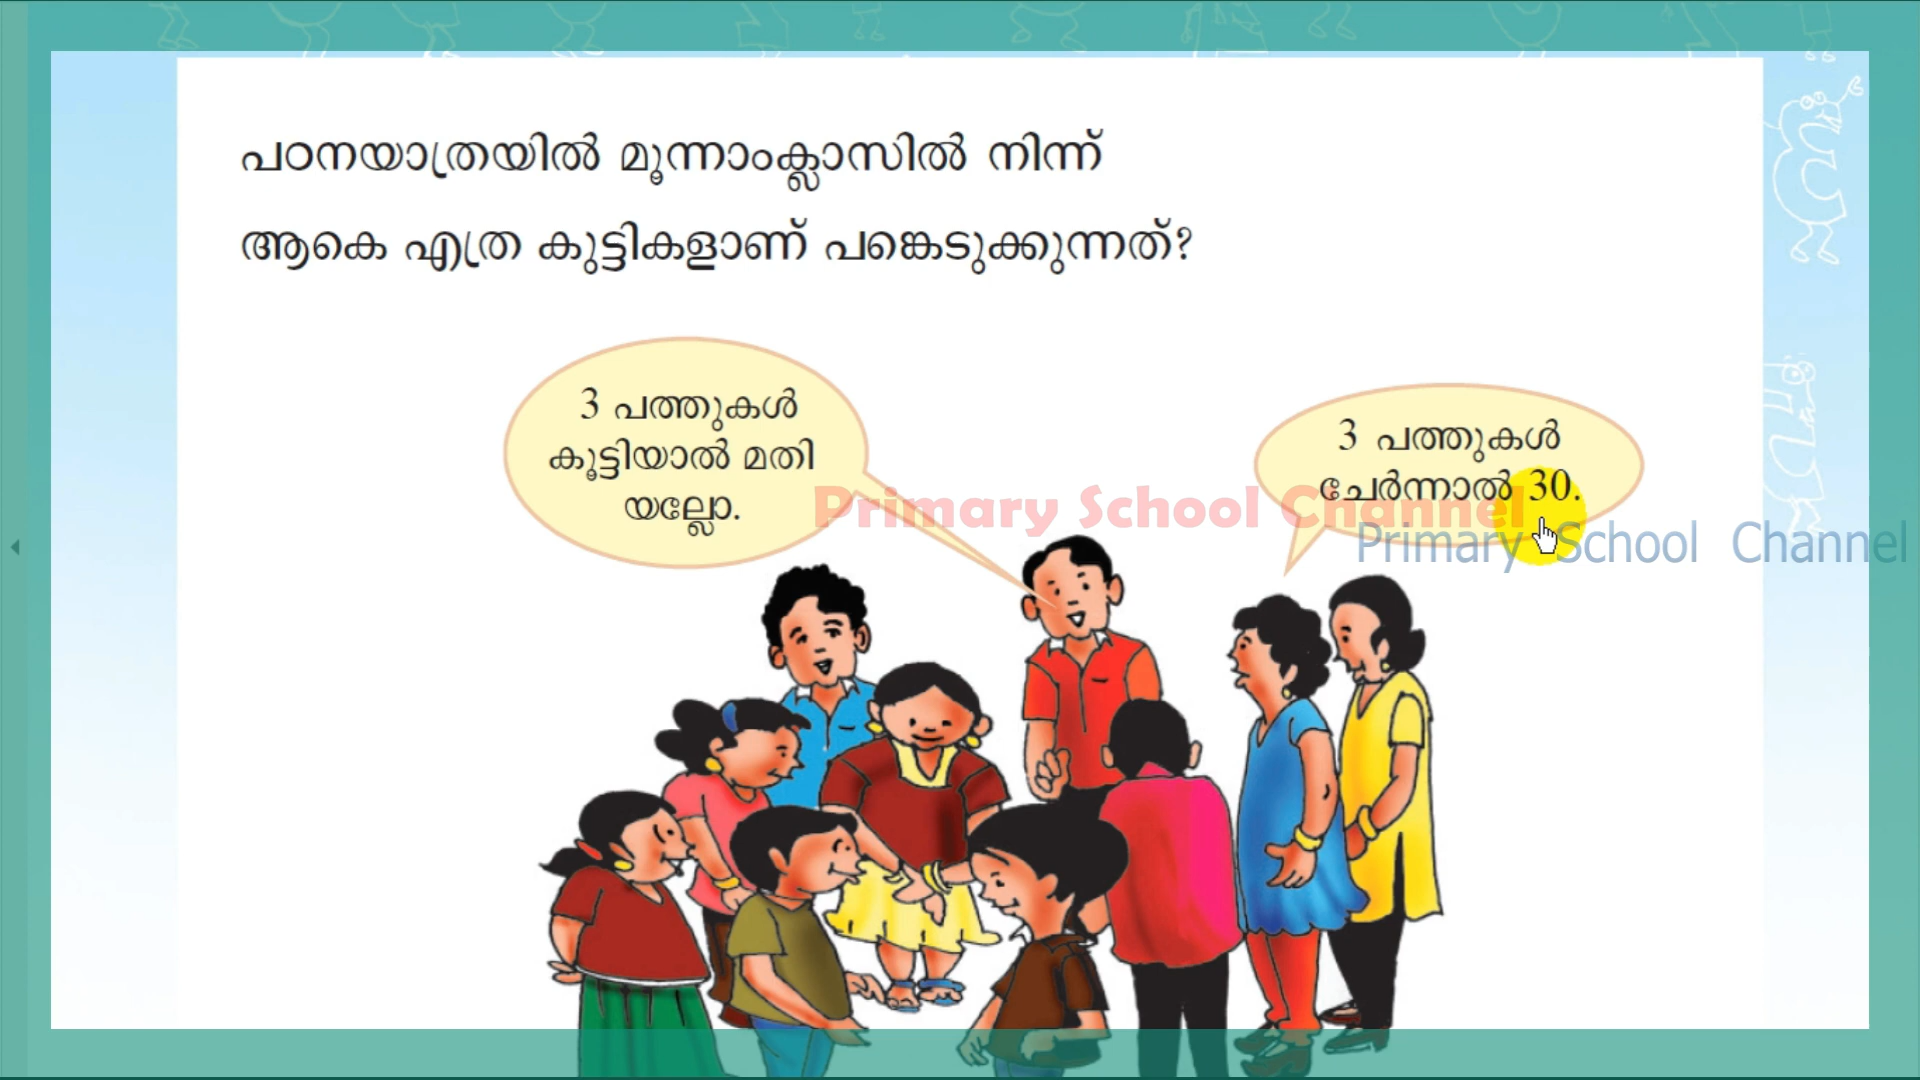 പഠനയാത്രയിൽ മൂന്നാംക്ലാസിൽ നിന്ന്
ആകെ എത്ര കുട്ടികളാണ് പങ്കെടുക്കുന്നത്?
3 പത്തുകൾ
കൂട്ടിയാൽ മതി
യല്ലോ.
3 പത്തുകൾ
ചേർന്നാൽ 30.
Primary School Channel
Primary School Channel